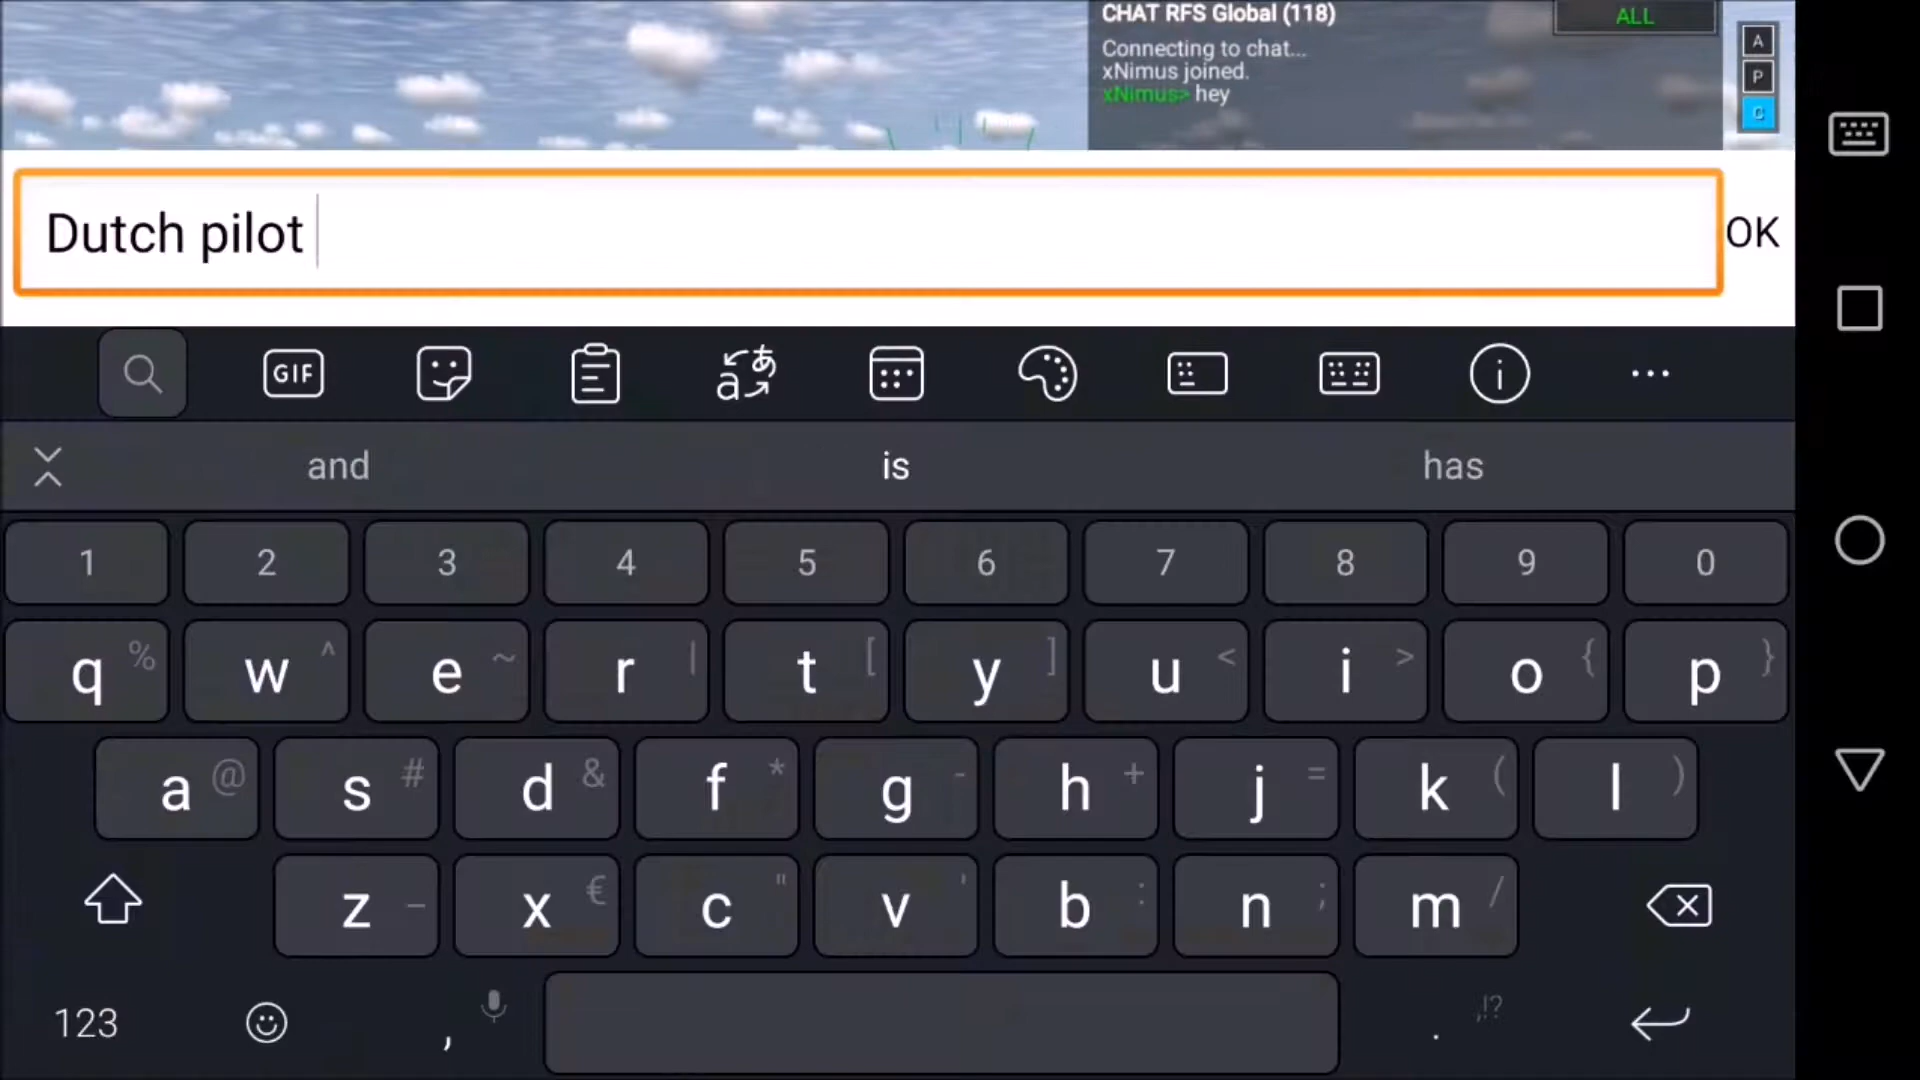 CHAT RFS Global (118)
ALL
Connecting to chat...
xNimus joined.
xNimus> hey
A
P
C
Dutch pilot
OK
GIF
a あ
and is has
1 2 3 4 5 6 7 8 9 0
q % w ^ e ~ r | t [ y ] u < i > o { p }
a @ s # d & f * g - h + j = k ( l )
z _ x € c " v ' b : n ; m /
123 , . ,!?